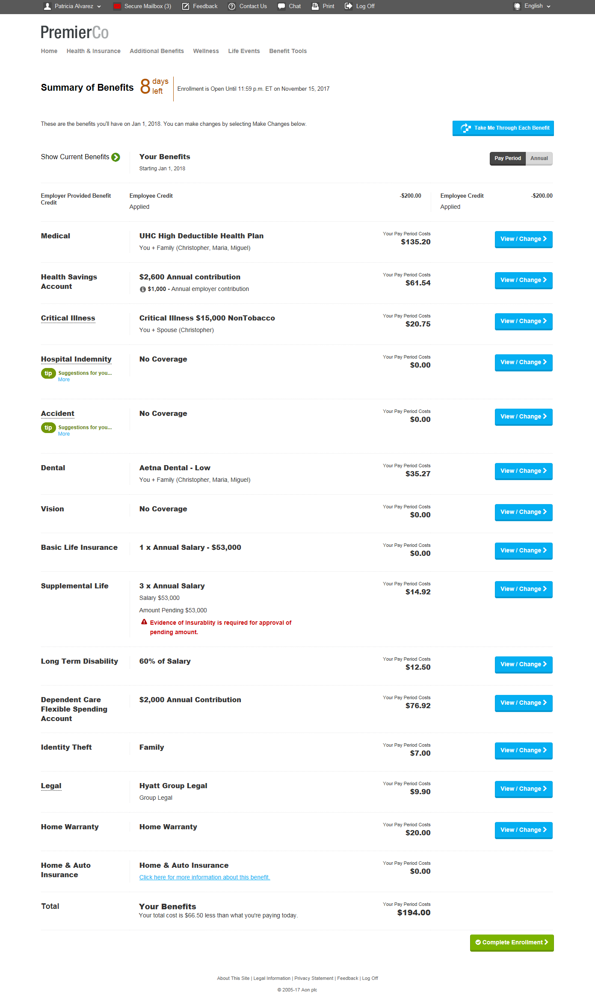 Patricia Alvarez Secure Mailbox (3) Feedback Contact Us Chat Print Log Off English
PremierCo
Home Health & Insurance Additional Benefits Wellness Life Events Benefit Tools
Summary of Benefits 8 days left Enrollment is Open Until 11:59 p.m. ET on November 15, 2017
These are the benefits you'll have on Jan 1, 2018. You can make changes by selecting Make Changes below.
Take Me Through Each Benefit
Show Current Benefits
Your Benefits
Starting Jan 1, 2018
Pay Period Annual
Employer Provided Benefit
Credit
Employee Credit -$200.00
Applied
Employee Credit -$200.00
Applied
Medical
UHC High Deductible Health Plan
You + Family (Christopher, Maria, Miguel)
Your Pay Period Costs
$135.20
View / Change
Health Savings
Account
$2,600 Annual contribution
$1,000 - Annual employer contribution
Your Pay Period Costs
$61.54
View / Change
Critical Illness
Critical Illness $15,000 NonTobacco
You + Spouse (Christopher)
Your Pay Period Costs
$20.75
View / Change
Hospital Indemnity
tip Suggestions for you...
More
No Coverage
Your Pay Period Costs
$0.00
View / Change
Accident
tip Suggestions for you...
More
No Coverage
Your Pay Period Costs
$0.00
View / Change
Dental
Aetna Dental - Low
You + Family (Christopher, Maria, Miguel)
Your Pay Period Costs
$35.27
View / Change
Vision
No Coverage
Your Pay Period Costs
$0.00
View / Change
Basic Life Insurance
1 x Annual Salary - $53,000
Your Pay Period Costs
$0.00
View / Change
Supplemental Life
3 x Annual Salary
Salary $53,000
Amount Pending $53,000
Evidence of Insurablity is required for approval of
pending amount.
Your Pay Period Costs
$14.92
View / Change
Long Term Disability
60% of Salary
Your Pay Period Costs
$12.50
View / Change
Dependent Care
Flexible Spending
Account
$2,000 Annual Contribution
Your Pay Period Costs
$76.92
View / Change
Identity Theft
Family
Your Pay Period Costs
$7.00
View / Change
Legal
Hyatt Group Legal
Group Legal
Your Pay Period Costs
$9.90
View / Change
Home Warranty
Home Warranty
Your Pay Period Costs
$20.00
View / Change
Home & Auto
Insurance
Home & Auto Insurance
Click here for more information about this benefit.
Your Pay Period Costs
$0.00
Total
Your Benefits
Your total cost is $66.50 less than what you're paying today.
Your Pay Period Costs
$194.00
Complete Enrollment
About This Site | Legal Information | Privacy Statement | Feedback | Log Off
© 2005-17 Aon plc